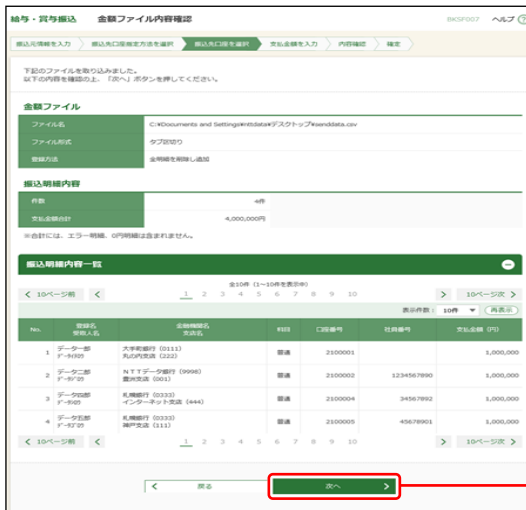 給与・賞与振込 金額ファイル内容確認 BKSF007 ヘルプ
振込元情報を入力 振込先口座指定方法を選択 振込先口座を選択 支払金額を入力 内容確認 確定
下記のファイルを取り込みました。
以下の内容を確認の上、「次へ」ボタンを押してください。
金額ファイル
ファイル名 C:¥Documents and Settings¥nttdata¥デスクトップ¥senddata.csv
ファイル形式 タブ区切り
登録方法 全明細を削除し追加
振込明細内容
件数 4件
支払金額合計 4,000,000円
※合計には、エラー明細、0円明細は含まれません。
振込明細内容一覧
全10件（1～10件を表示中）
10ページ前 1 2 3 4 5 6 7 8 9 10 10ページ次
表示件数： 10件 再表示
No. 登録名 金融機関名 科目 口座番号 社員番号 支払金額（円）
受取人名 支店名
1 データ一郎 大手町銀行（0111） 普通 2100001 1,000,000
丸の内支店（222）
2 データ二郎 ＮＴＴデータ銀行（9998） 普通 2100002 1234567890 1,000,000
豊洲支店（001）
3 データ四郎 札幌銀行（0333） 普通 2100004 34567892 1,000,000
インターネット支店（444）
4 データ五郎 札幌銀行（0333） 普通 2100005 45678901 1,000,000
神戸支店（111）
10ページ前 1 2 3 4 5 6 7 8 9 10 10ページ次
戻る 次へ